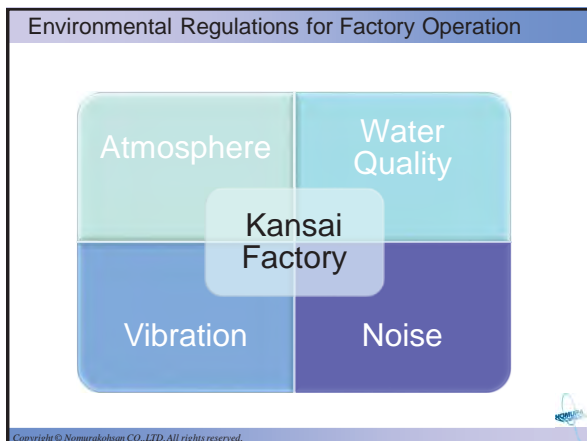 Environmental Regulations for Factory Operation
Atmosphere
Water
Quality
Kansai
Factory
Vibration
Noise
NOMURA
Copyright © Nomurakohsan CO.,LTD. All rights reserved.